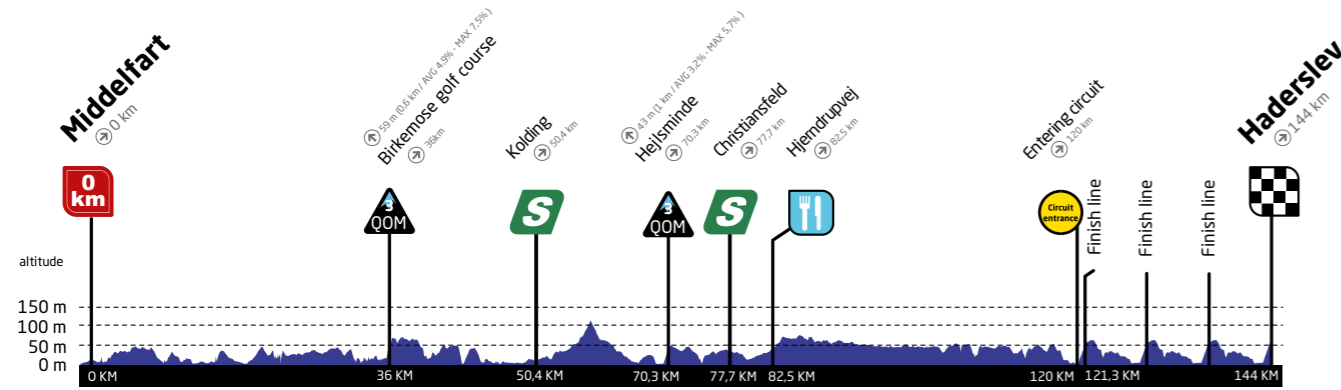 Middelfart
0 km
0
km
59 m (0.6 km / AVG 4.9% - MAX 7,5% )
Birkemose golf course
36km
3
QOM
Kolding
50,4 km
S
43 m (1 km / AVG 3.2% - MAX 5,7% )
Hejlsminde
70,3 km
3
QOM
Christiansfeld
77,7 km
S
Hjerndrupvej
82,5 km
Entering circuit
120 km
Circuit
entrance
Finish line
Finish line
Finish line
Haderslev
144 km
altitude
150 m
100 m
50 m
0 m
0 KM
36 KM
50,4 KM
70,3 KM
77,7 KM
82,5 KM
120 KM
121,3 KM
144 KM